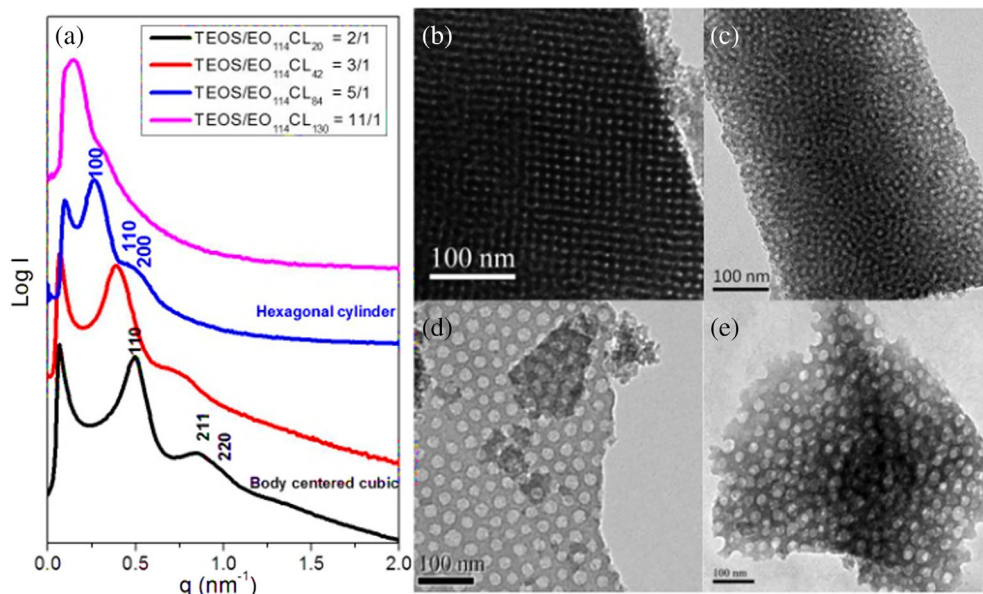 (a)
TEOS/EO₁₁₄CL₂₀ = 2/1
TEOS/EO₁₁₄CL₄₂ = 3/1
TEOS/EO₁₁₄CL₈₄ = 5/1
TEOS/EO₁₁₄CL₁₃₀ = 11/1
100
110
200
Hexagonal cylinder
110
211
220
Body centered cubic
Log I
0.0 0.5 1.0 1.5 2.0
q (nm⁻¹)
(b)
100 nm
(c)
100 nm
(d)
100 nm
(e)
100 nm